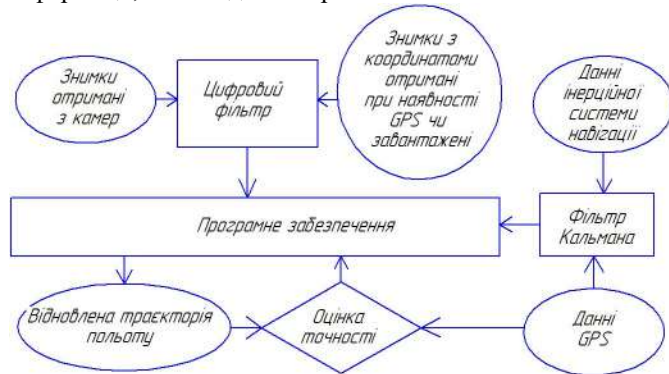 Знимки
отримані
з камер
Цифровий
фільтр
Знимки з
координатами
отримані
при наявності
GPS чи
завантажені
Данні
інерційної
системи
навігації
Програмне забезпечення
Фільтр
Кальмана
Відновлена траєкторія
польоту
Оцінка
точності
Данні
GPS